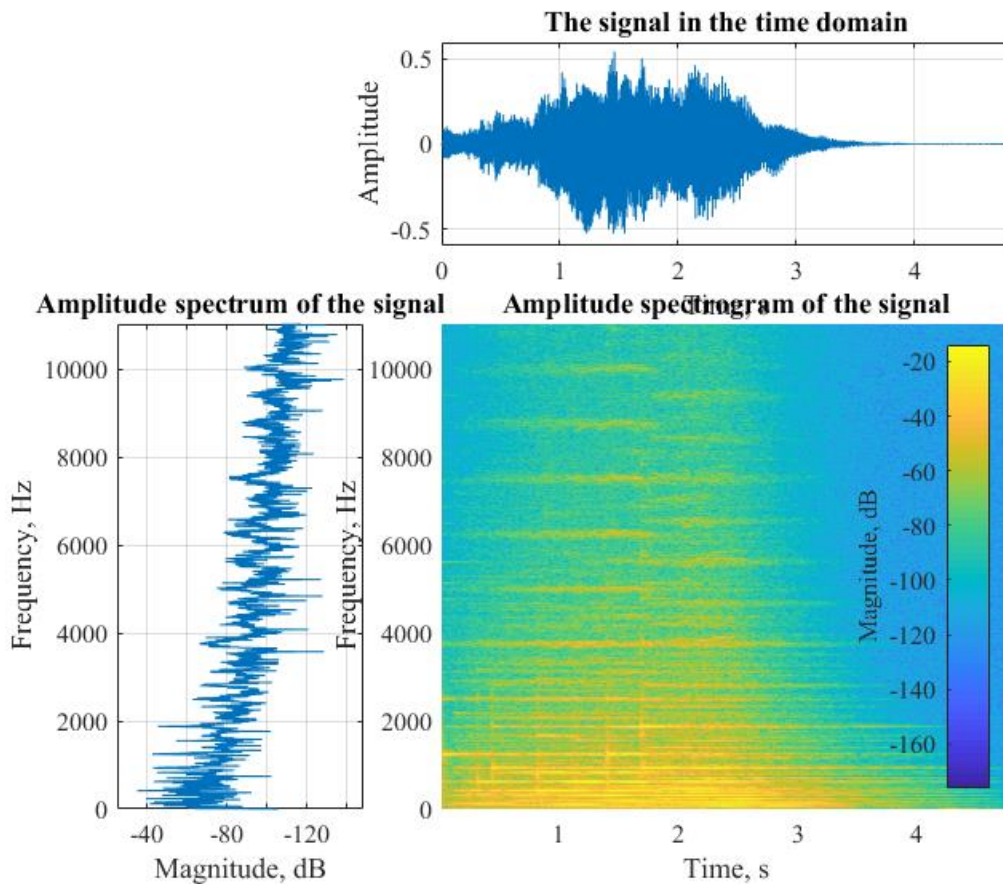 The signal in the time domain
0.5
0
-0.5
Amplitude
0 1 2 3 4
Time, s
Amplitude spectrum of the signal
10000
8000
6000
4000
2000
0
Frequency, Hz
-40 -80 -120
Magnitude, dB
Amplitude spectrogram of the signal
10000
8000
6000
4000
2000
0
Frequency, Hz
1 2 3 4
Time, s
-20
-40
-60
-80
-100
-120
-140
-160
Magnitude, dB